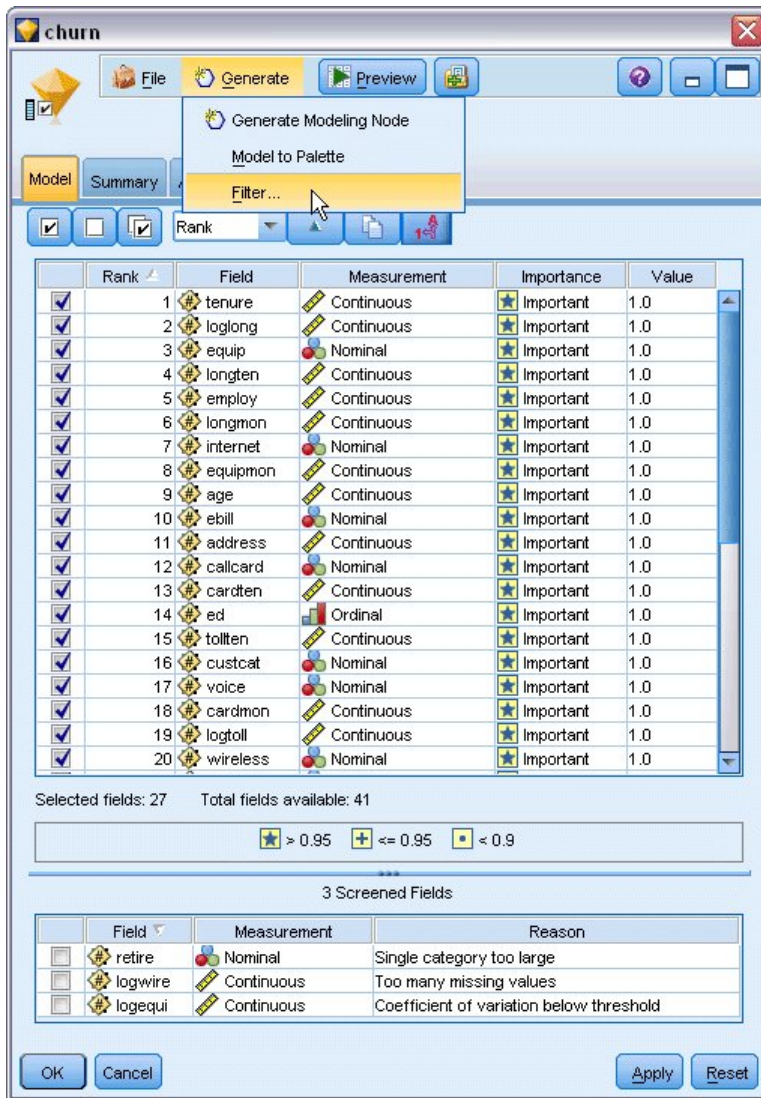 churn
File Generate Preview
Generate Modeling Node
Model to Palette
Filter...
Model Summary
Rank
Rank Field Measurement Importance Value
1 tenure Continuous Important 1.0
2 loglong Continuous Important 1.0
3 equip Nominal Important 1.0
4 longten Continuous Important 1.0
5 employ Continuous Important 1.0
6 longmon Continuous Important 1.0
7 internet Nominal Important 1.0
8 equipmon Continuous Important 1.0
9 age Continuous Important 1.0
10 ebill Nominal Important 1.0
11 address Continuous Important 1.0
12 callcard Nominal Important 1.0
13 cardten Continuous Important 1.0
14 ed Ordinal Important 1.0
15 tollten Continuous Important 1.0
16 custcat Nominal Important 1.0
17 voice Nominal Important 1.0
18 cardmon Continuous Important 1.0
19 logtoll Continuous Important 1.0
20 wireless Nominal Important 1.0
Selected fields: 27 Total fields available: 41
> 0.95 <= 0.95 < 0.9
3 Screened Fields
Field Measurement Reason
retire Nominal Single category too large
logwire Continuous Too many missing values
logequi Continuous Coefficient of variation below threshold
OK Cancel Apply Reset